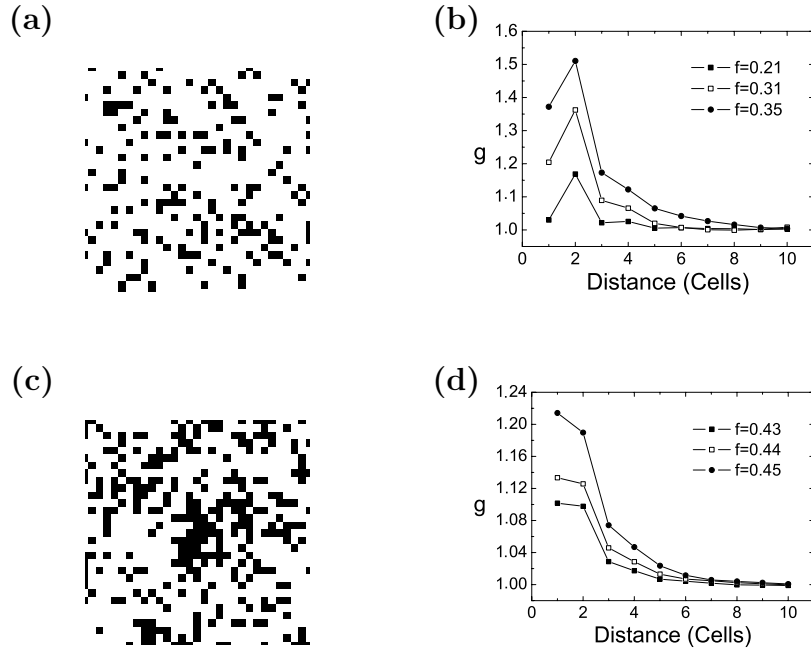 (a)
(b)
1.6
1.5
1.4
1.3
1.2
1.1
1.0
g
f=0.21
f=0.31
f=0.35
0 2 4 6 8 10
Distance (Cells)
(c)
(d)
1.24
1.20
1.16
1.12
1.08
1.04
1.00
g
f=0.43
f=0.44
f=0.45
0 2 4 6 8 10
Distance (Cells)